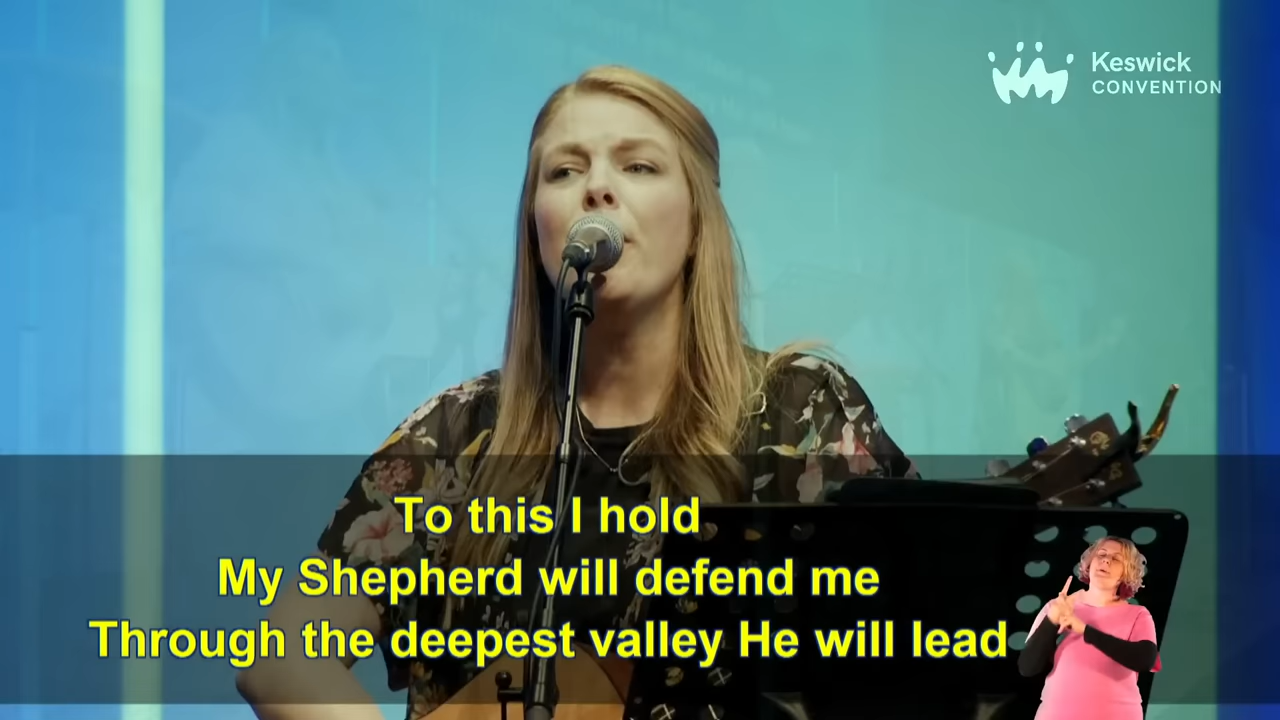 Keswick
CONVENTION
To this I hold
My Shepherd will defend me
Through the deepest valley He will lead